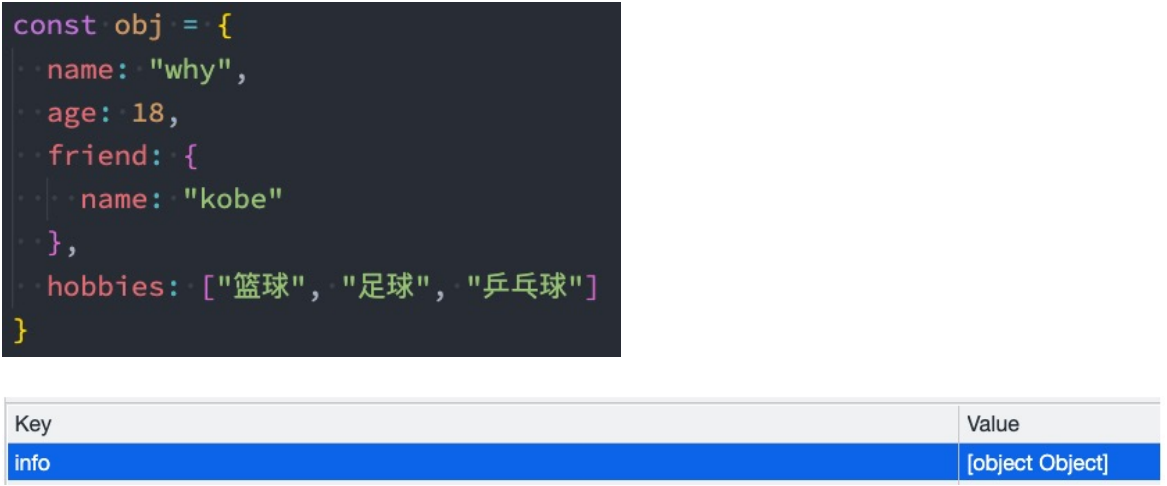 const obj = {
name: "why",
age: 18,
friend: {
name: "kobe"
},
hobbies: ["篮球", "足球", "乒乓球"]
}
Key Value
info [object Object]